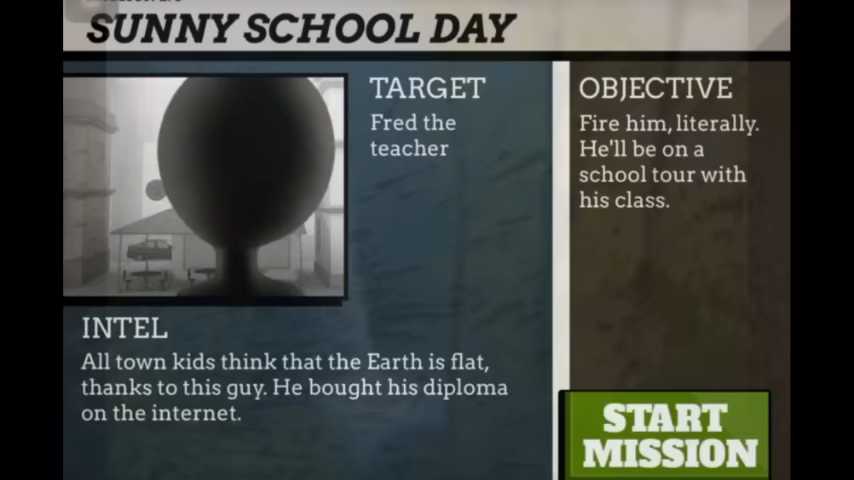 SUNNY SCHOOL DAY
TARGET
Fred the
teacher
OBJECTIVE
Fire him, literally.
He'll be on a
school tour with
his class.
INTEL
All town kids think that the Earth is flat,
thanks to this guy. He bought his diploma
on the internet.
START
MISSION